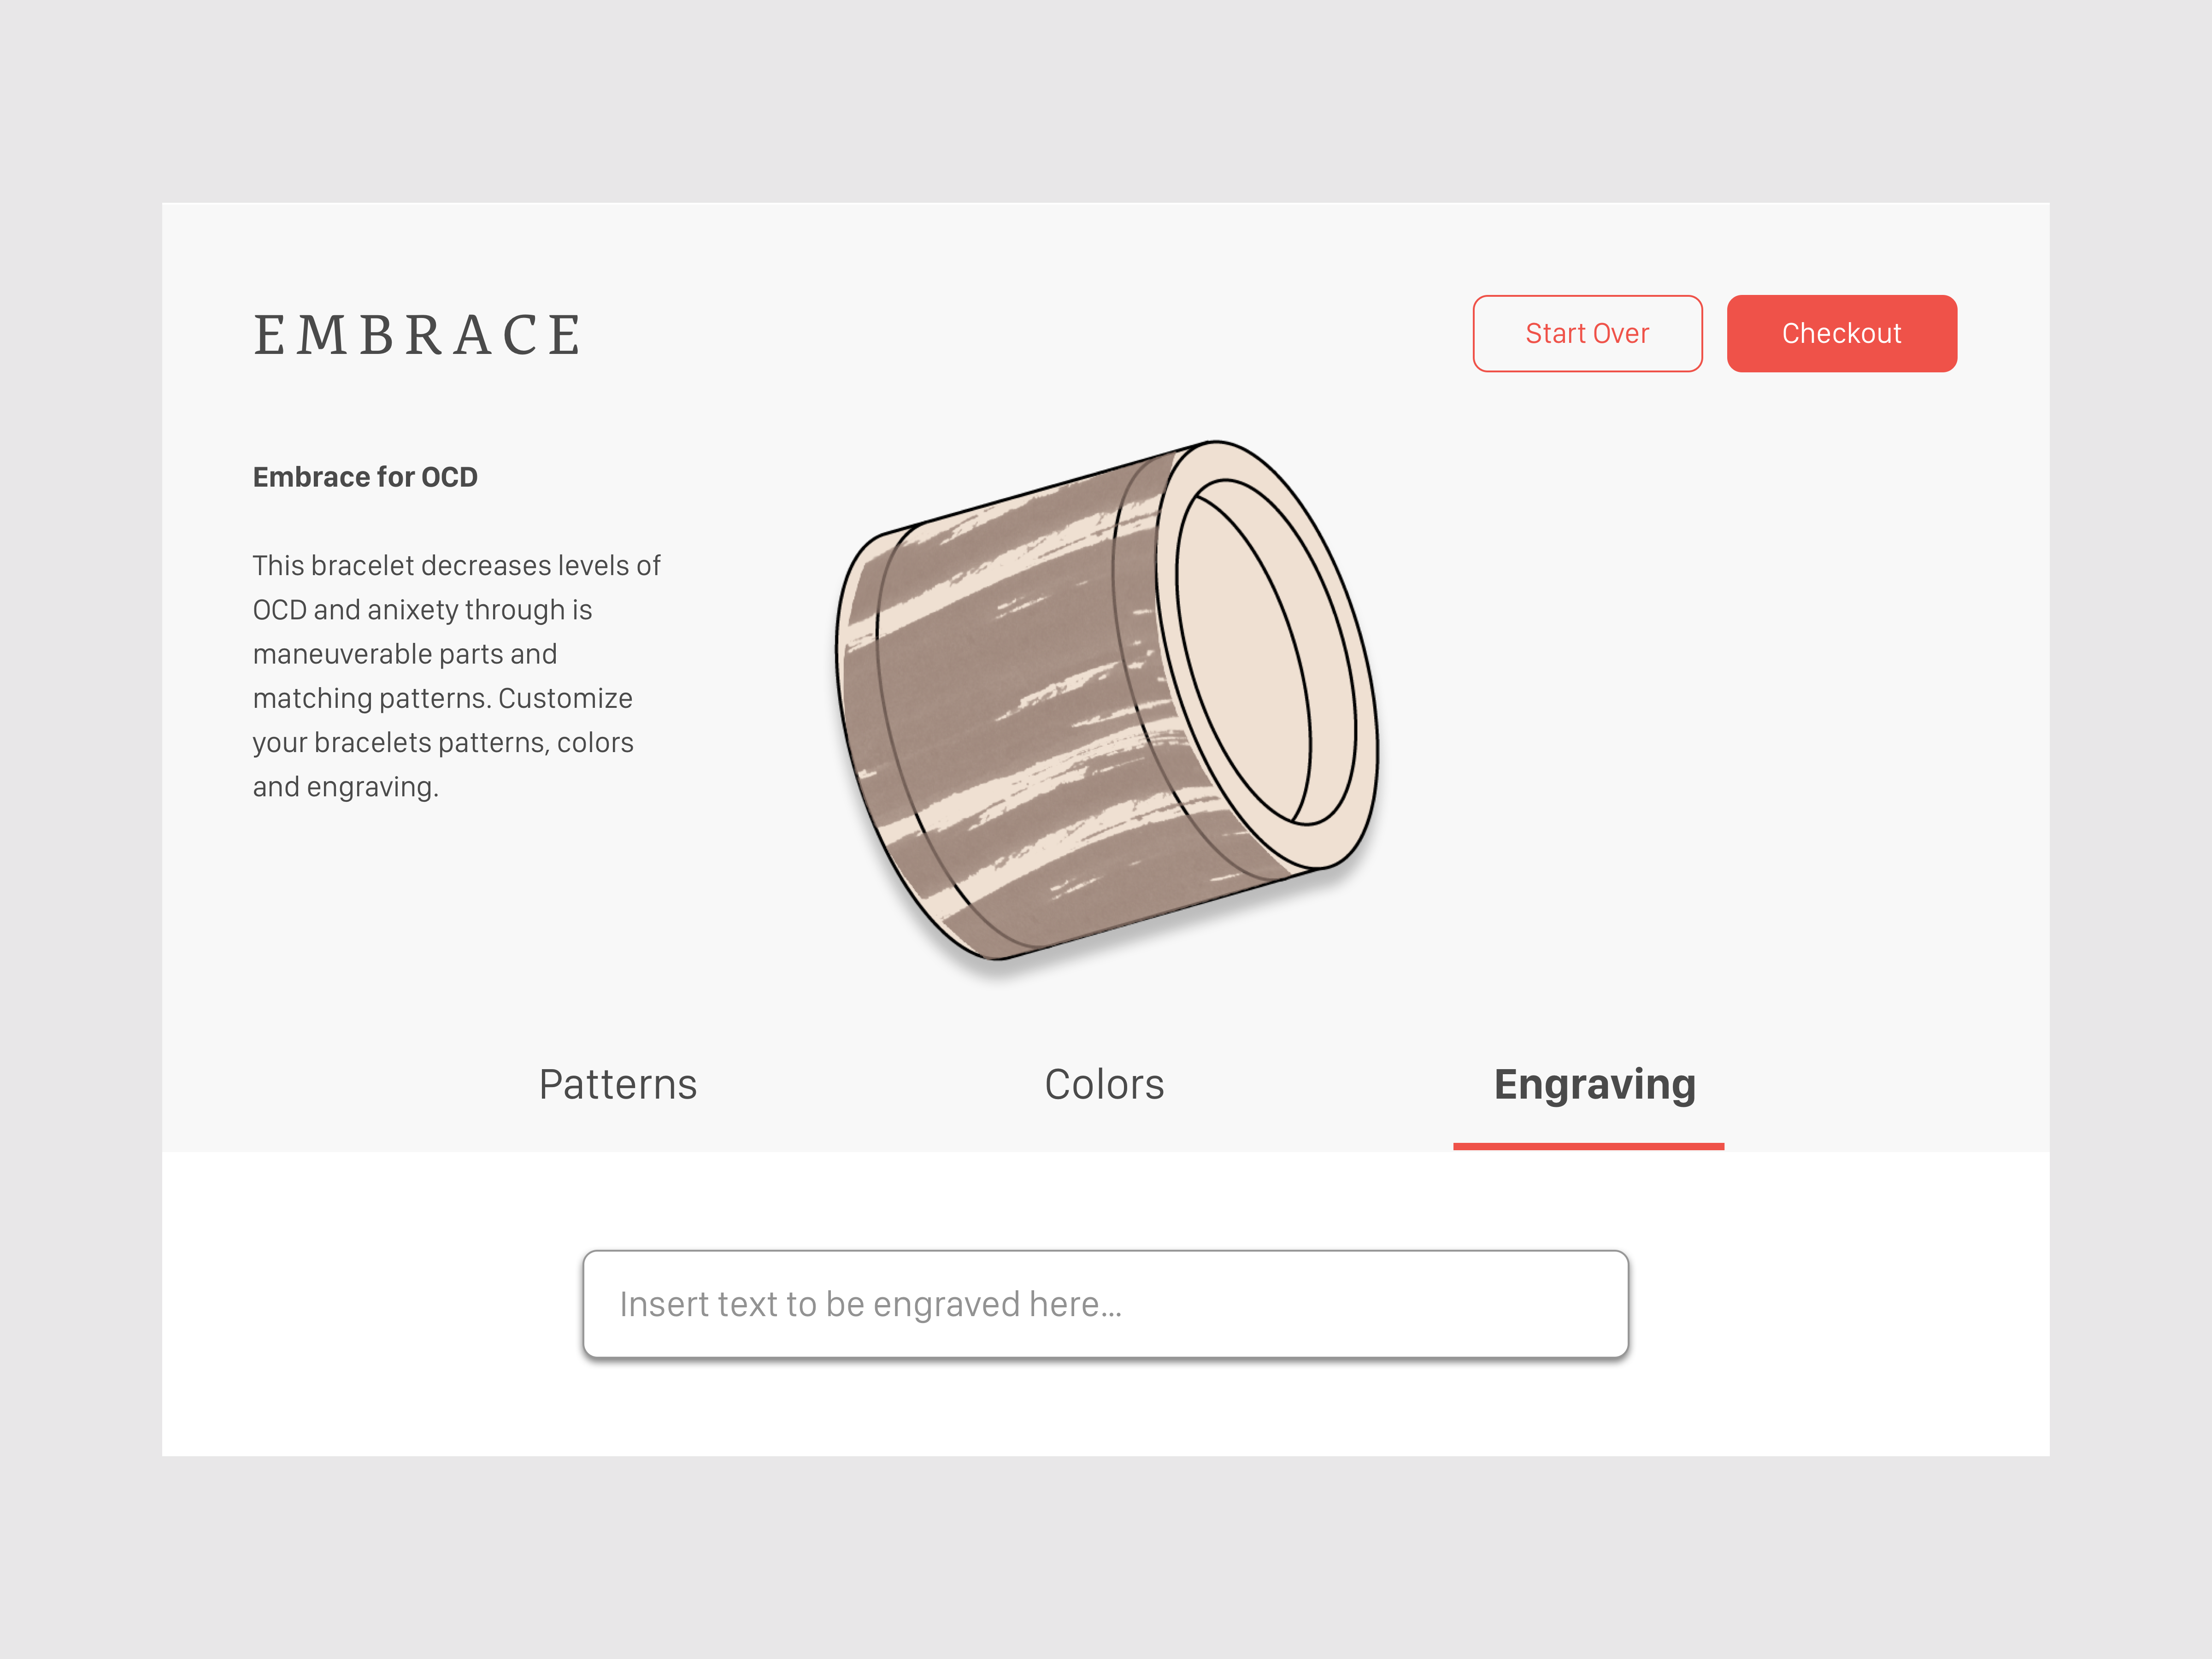 EMBRACE
Start Over
Checkout
Embrace for OCD
This bracelet decreases levels of
OCD and anixety through is
maneuverable parts and
matching patterns. Customize
your bracelets patterns, colors
and engraving.
Patterns
Colors
Engraving
Insert text to be engraved here...